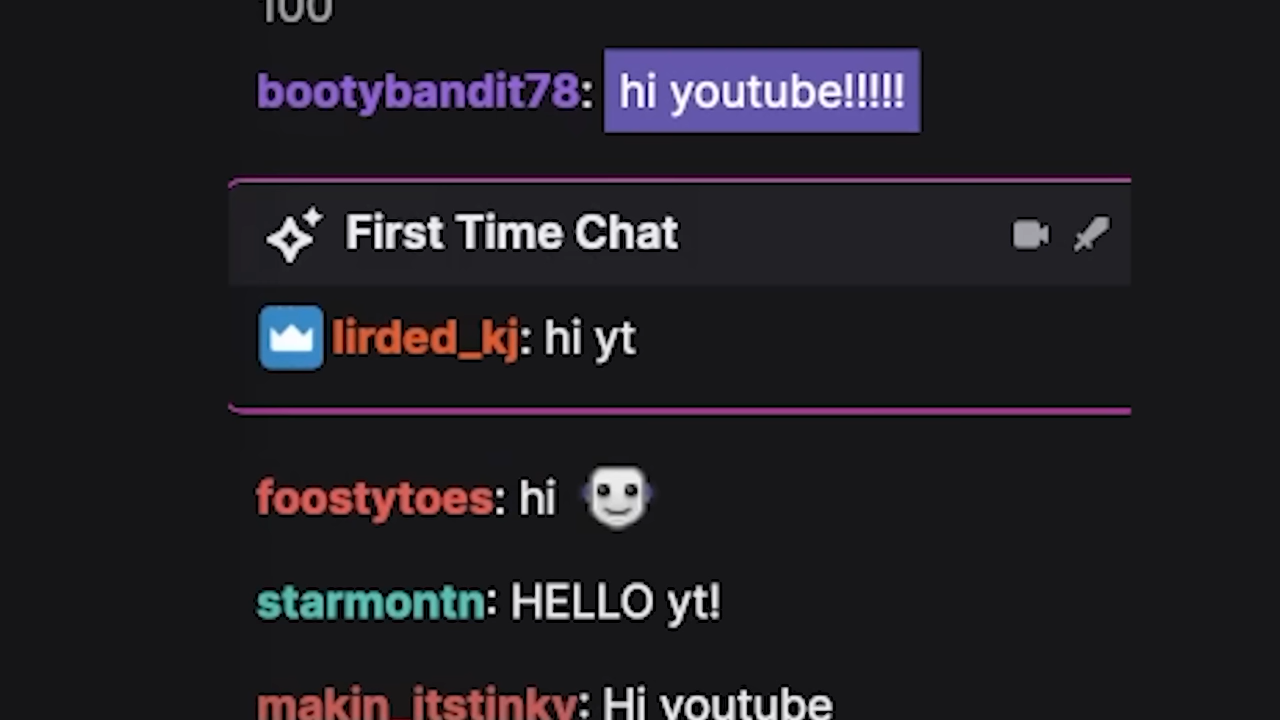 100
bootybandit78: hi youtube!!!!!
First Time Chat
lirded_kj: hi yt
foostytoes: hi
starmontn: HELLO yt!
makin_itstinky: Hi youtube